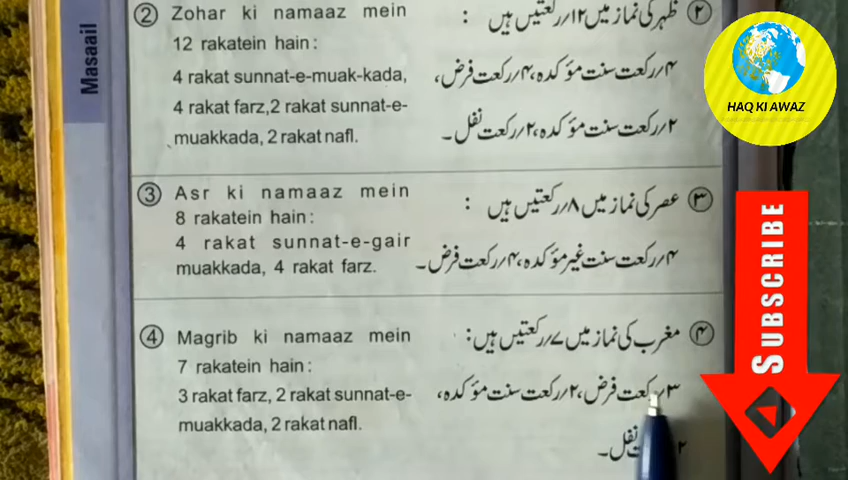 Masaail
② Zohar ki namaaz mein
12 rakatein hain :
4 rakat sunnat-e-muak-kada,
4 rakat farz,2 rakat sunnat-e-
muakkada, 2 rakat nafl.
۲ ظہر کی نماز میں ۱۲؍رکعتیں ہیں :
۴؍رکعت سنت مؤکدہ،۴؍رکعت فرض،
۲؍رکعت سنت مؤکدہ،۲؍رکعت نفل۔
③ Asr ki namaaz mein
8 rakatein hain :
4 rakat sunnat-e-gair
muakkada, 4 rakat farz.
۳ عصر کی نماز میں ۸؍رکعتیں ہیں :
۴؍رکعت سنت غیر مؤکدہ،۴؍رکعت فرض۔
④ Magrib ki namaaz mein
7 rakatein hain :
3 rakat farz, 2 rakat sunnat-e-
muakkada, 2 rakat nafl.
۴ مغرب کی نماز میں ۷؍رکعتیں ہیں :
۳؍رکعت فرض،۲؍رکعت سنت مؤکدہ،
۲ نفل۔
HAQ KI AWAZ
SUBSCRIBE